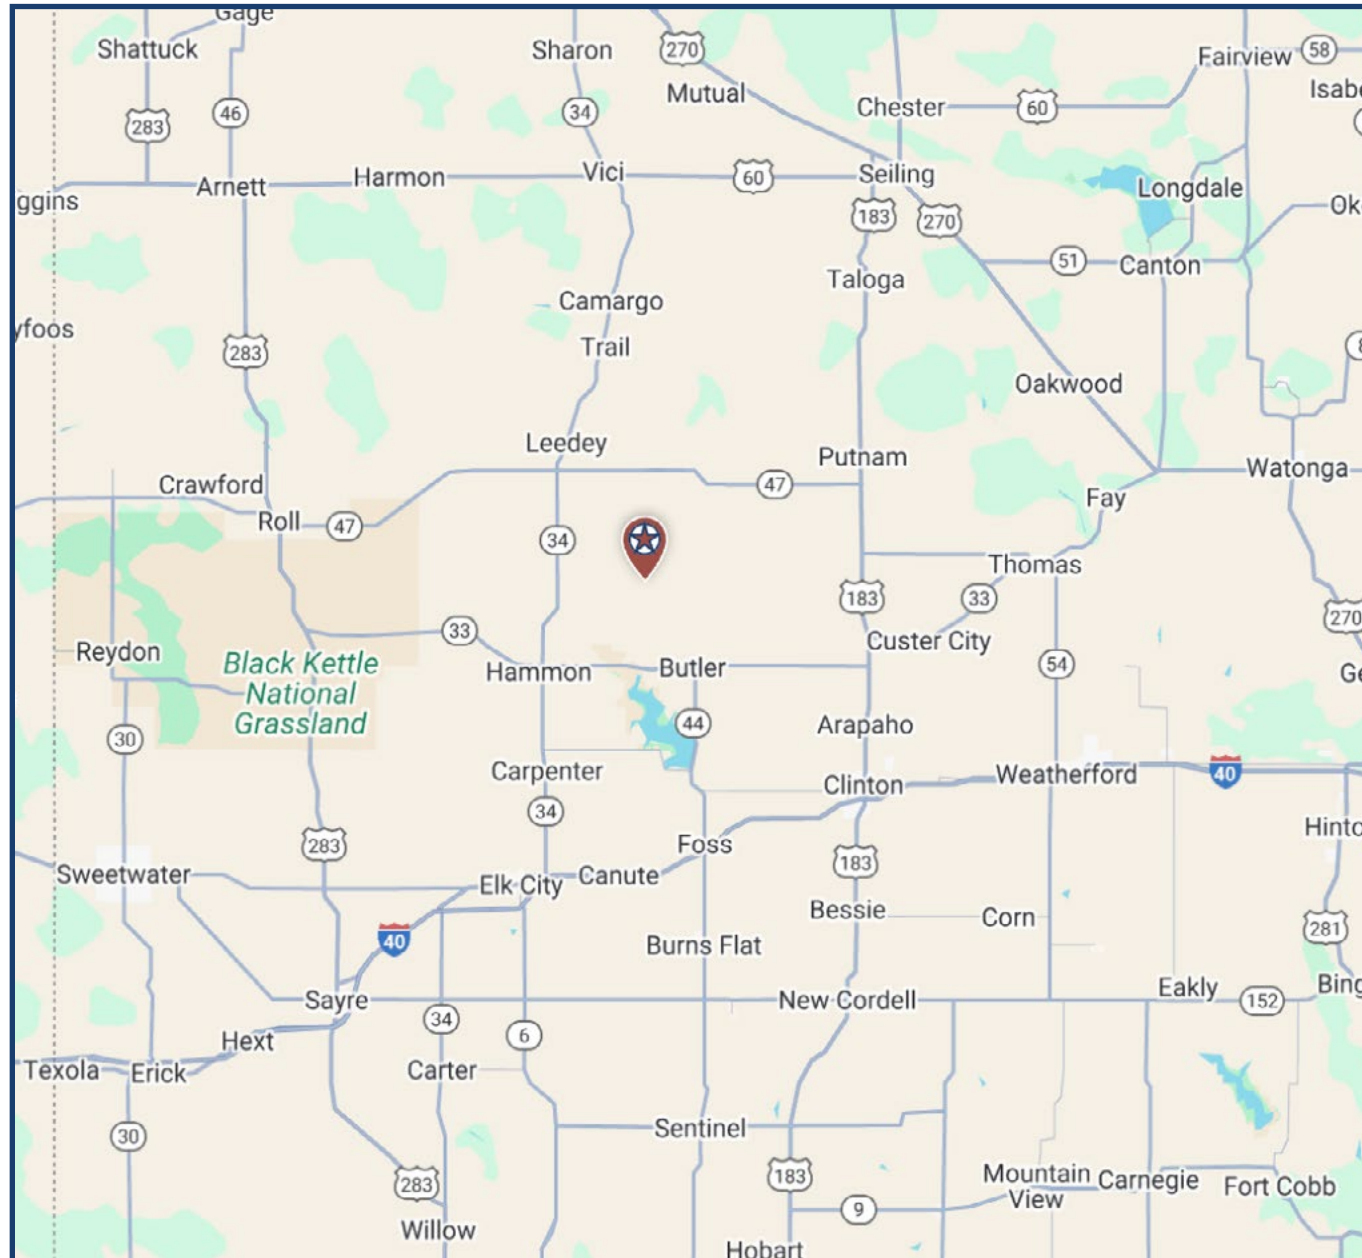 Gage
Shattuck
Sharon
270
Fairview
58
Mutual
Isabe
46
34
Chester
60
283
Arnett
Harmon
Vici
60
Seiling
Longdale
ggins
183
270
Ok
51
Canton
Taloga
Camargo
yfoos
Trail
283
8
Oakwood
Leedey
Putnam
Watonga
Crawford
47
Fay
Roll
47
34
Thomas
183
33
270
33
Custer City
Reydon
Black Kettle
National
Grassland
Hammon
Butler
54
Ge
30
44
Arapaho
Carpenter
Clinton
Weatherford
40
34
Hinto
283
Foss
183
Sweetwater
Elk City
Canute
Bessie
Corn
281
40
Burns Flat
Sayre
New Cordell
Eakly
152
Bing
34
6
Hext
Texola
Erick
Carter
30
Sentinel
283
183
Mountain
View
Carnegie
Fort Cobb
9
Willow
Hobart